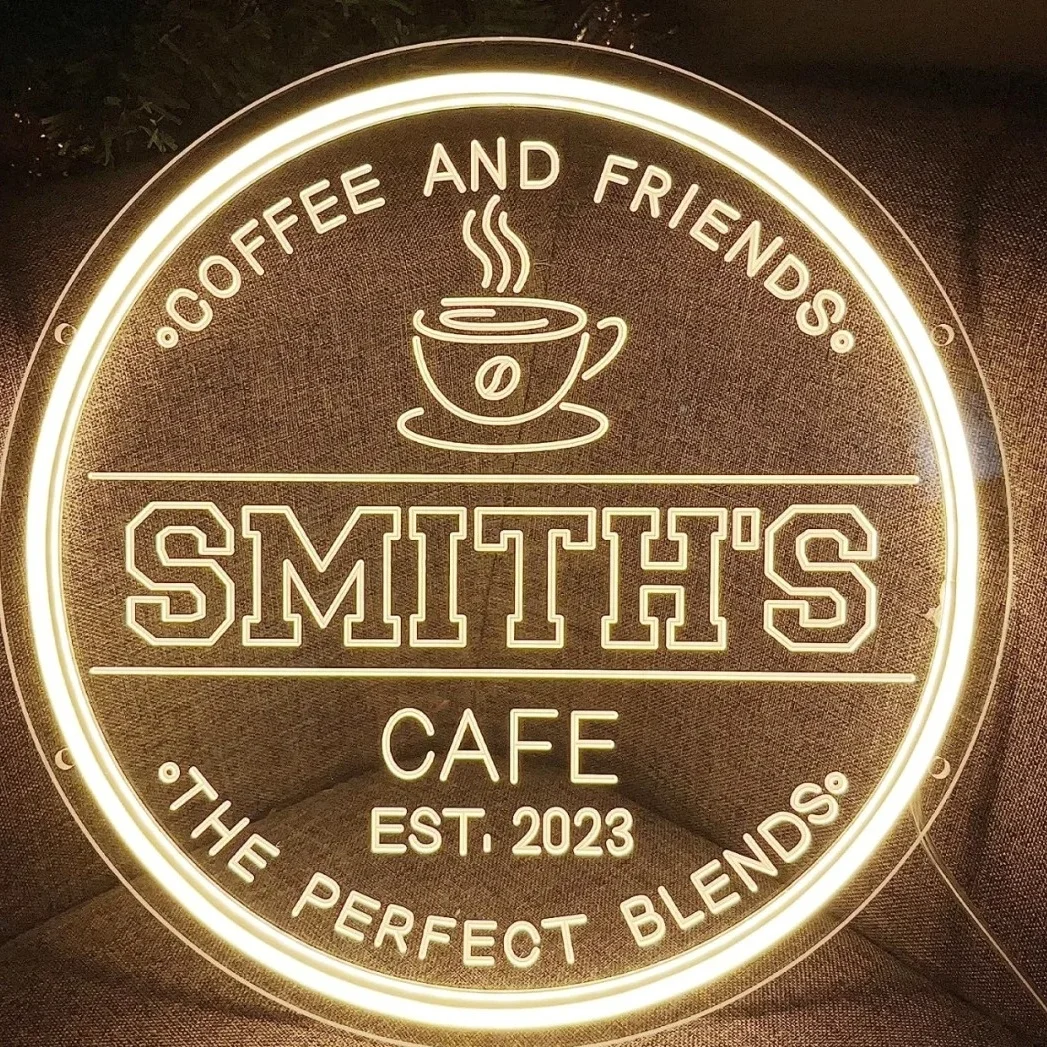 COFFEE AND FRIENDS
SMITH'S
CAFE
EST. 2023
THE PERFECT BLENDS